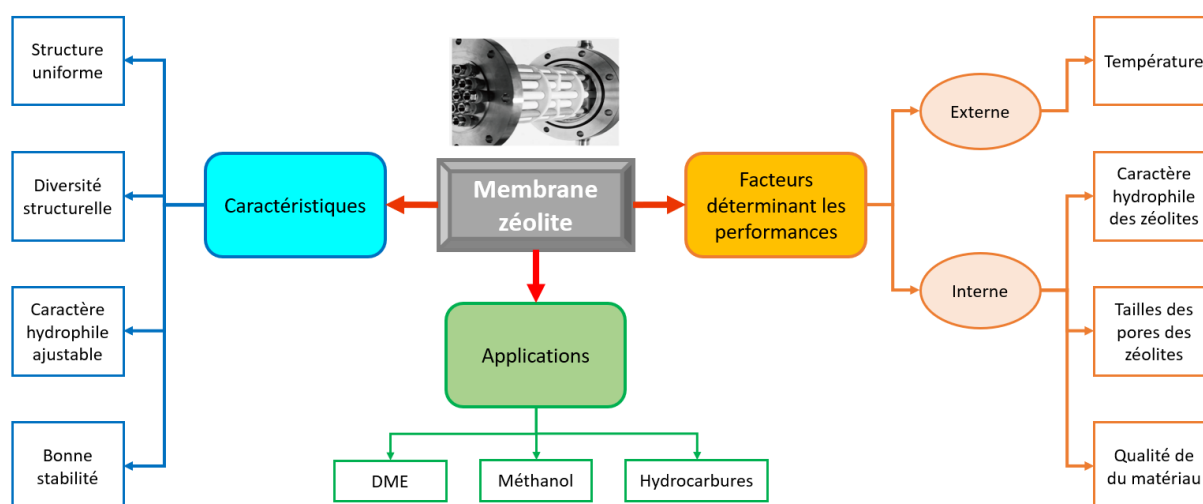 Structure
uniforme
Diversité
structurelle
Caractère
hydrophile
ajustable
Bonne
stabilité
Caractéristiques
Membrane
zéolite
Applications
DME
Méthanol
Hydrocarbures
Facteurs
déterminant les
performances
Externe
Interne
Température
Caractère
hydrophile
des zéolites
Tailles des
pores des
zéolites
Qualité de
du matériau